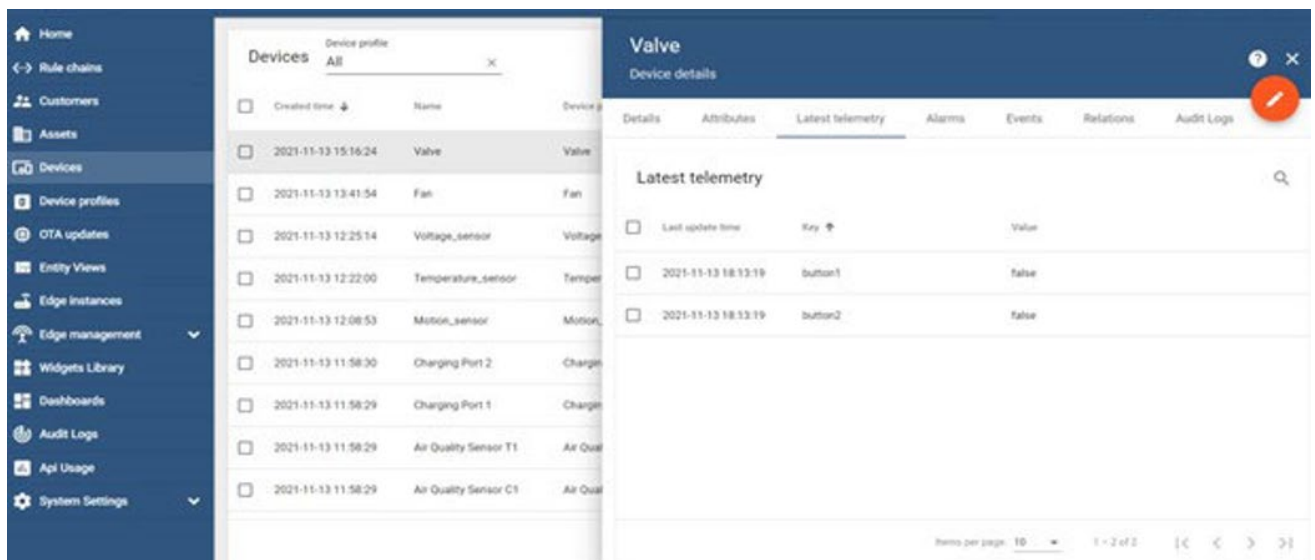 Home
Rule chains
Customers
Assets
Devices
Device profiles
OTA updates
Entity Views
Edge instances
Edge management
Widgets Library
Dashboards
Audit Logs
Api Usage
System Settings
Devices
Device profile
All
Created time Name Device p
2021-11-13 15:16:24 Valve Valve
2021-11-13 13:41:54 Fan Fan
2021-11-13 12:25:14 Voltage_sensor Voltage
2021-11-13 12:22:00 Temperature_sensor Temper
2021-11-13 12:08:53 Motion_sensor Motion_
2021-11-13 11:58:30 Charging Port 2 Chargin
2021-11-13 11:58:29 Charging Port 1 Chargin
2021-11-13 11:58:29 Air Quality Sensor T1 Air Qual
2021-11-13 11:58:29 Air Quality Sensor C1 Air Qual
Valve
Device details
Details Attributes Latest telemetry Alarms Events Relations Audit Logs
Latest telemetry
Last update time Key Value
2021-11-13 18:13:19 button1 false
2021-11-13 18:13:19 button2 false
Items per page: 10 1 – 2 of 2